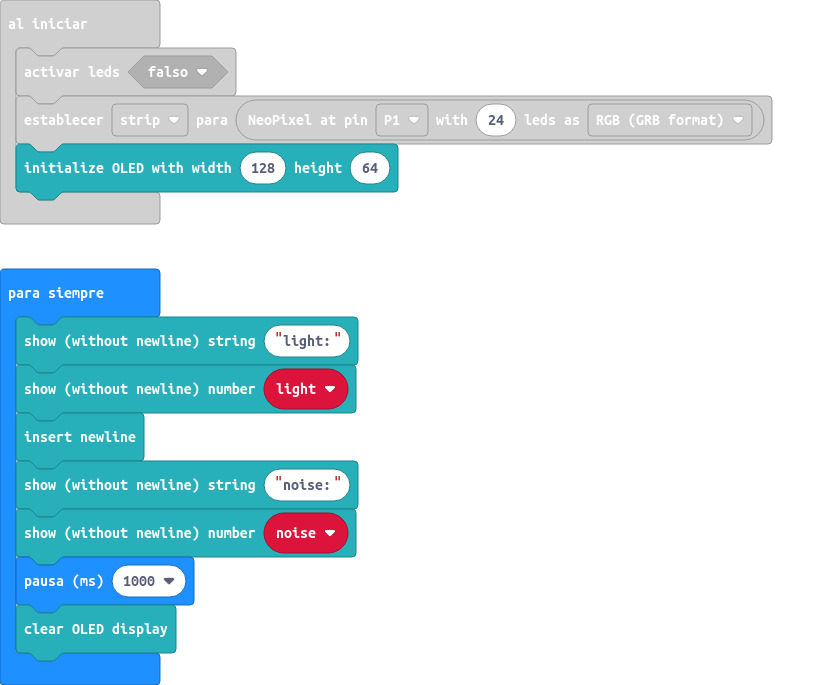 al iniciar
activar leds falso
establecer strip para NeoPixel at pin P1 with 24 leds as RGB (GRB format)
initialize OLED with width 128 height 64
para siempre
show (without newline) string "light:"
show (without newline) number light
insert newline
show (without newline) string "noise:"
show (without newline) number noise
pausa (ms) 1000
clear OLED display